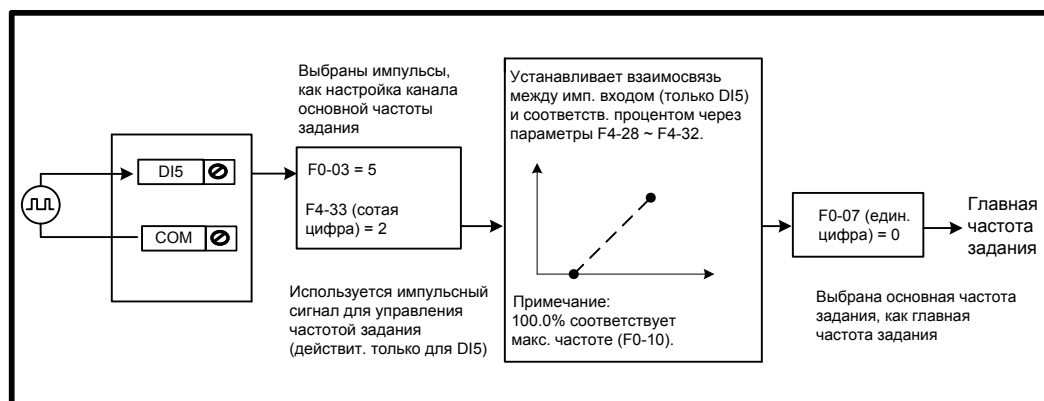 DI5
COM
Выбраны импульсы,
как настройка канала
основной частоты
задания
F0-03 = 5
F4-33 (сотая
цифра) = 2
Используется импульсный
сигнал для управления
частотой задания
(действит. только для DI5)
Устанавливает взаимосвязь
между имп. входом (только DI5)
и соответств. процентом через
параметры F4-28 ~ F4-32.
Примечание:
100.0% соответствует
макс. частоте (F0-10).
F0-07 (един.
цифра) = 0
Выбрана основная частота
задания, как главная
частота задания
Главная
частота
задания